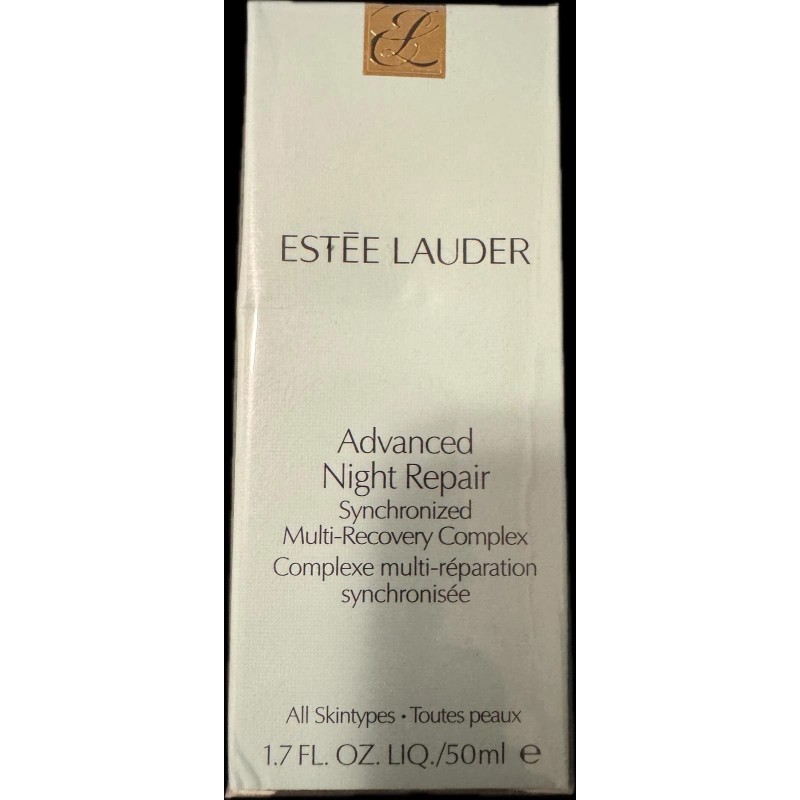 EL
ESTĒE LAUDER
Advanced
Night Repair
Synchronized
Multi-Recovery Complex
Complexe multi-réparation
synchronisée
All Skintypes • Toutes peaux
1.7 FL. OZ. LIQ./50ml ℮